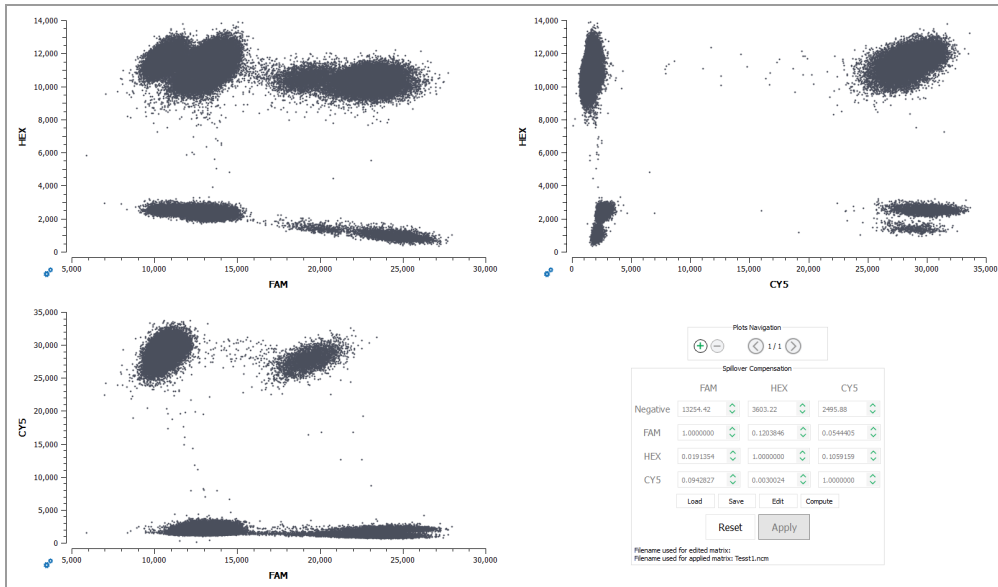 14,000
12,000
10,000
8,000
6,000
4,000
2,000
0
HEX
5,000 10,000 15,000 20,000 25,000 30,000
FAM
14,000
12,000
10,000
8,000
6,000
4,000
2,000
0
HEX
0 5,000 10,000 15,000 20,000 25,000 30,000 35,000
CY5
35,000
30,000
25,000
20,000
15,000
10,000
5,000
0
CY5
5,000 10,000 15,000 20,000 25,000 30,000
FAM
Plots Navigation
1 / 1
Spillover Compensation
FAM HEX CY5
Negative 13254.42 3603.22 2495.88
FAM 1.0000000 0.1203846 0.0544405
HEX 0.0191354 1.0000000 0.1059159
CY5 0.0942827 0.0030024 1.0000000
Load Save Edit Compute
Reset Apply
Filename used for edited matrix:
Filename used for applied matrix: Tesst1.ncm